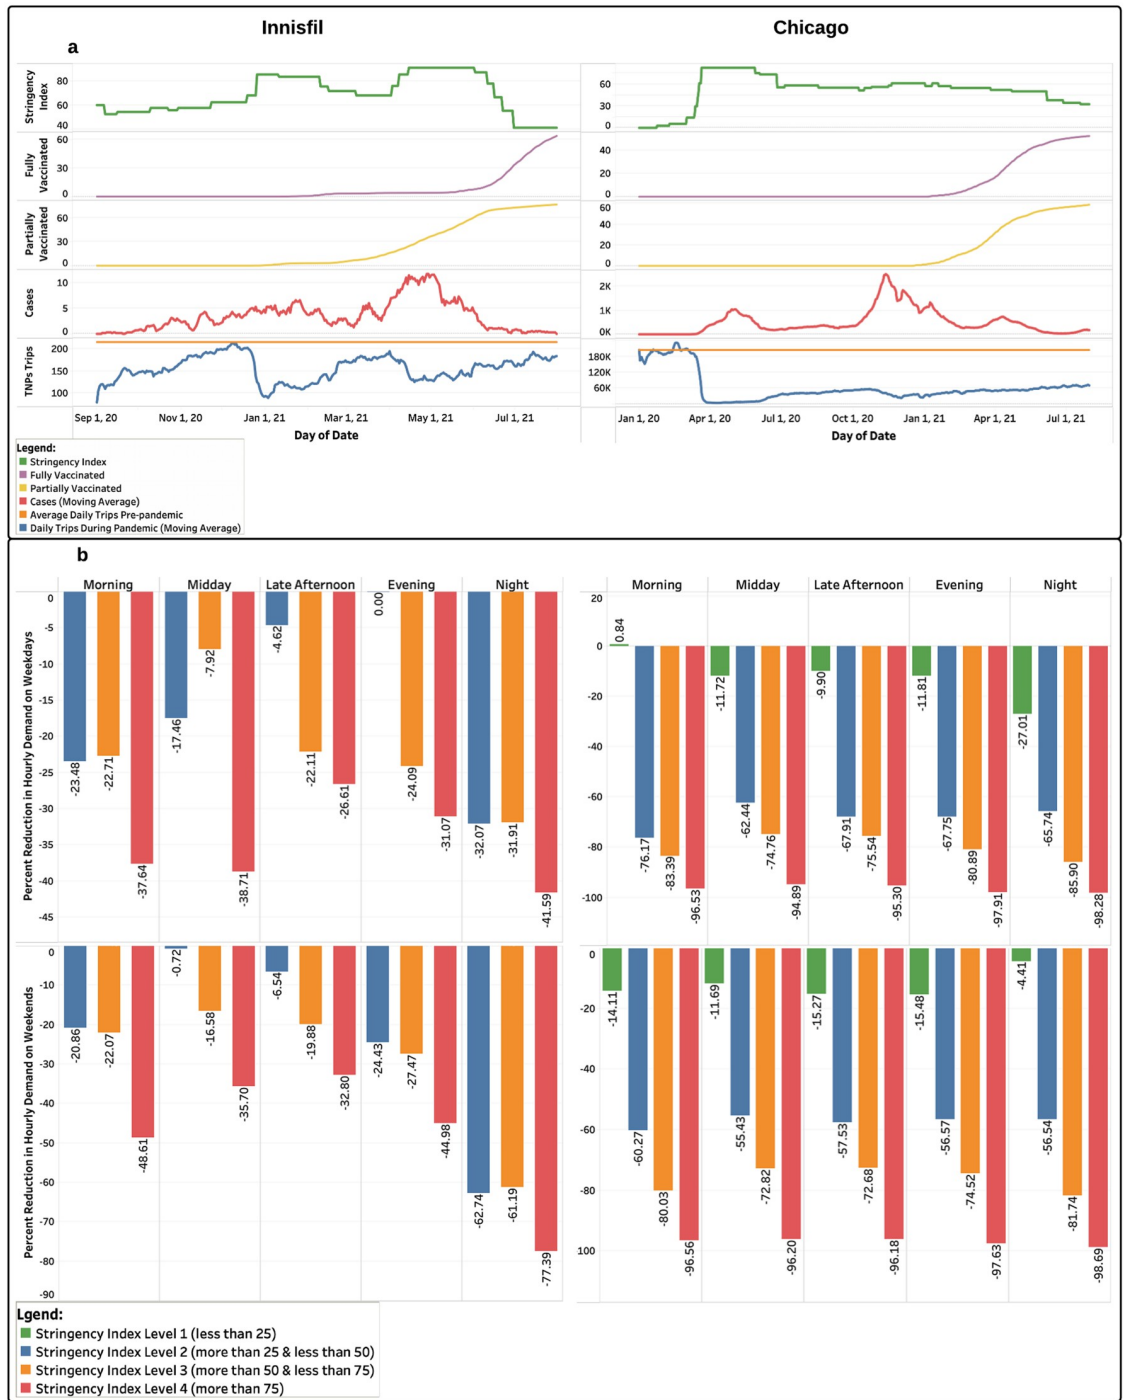 Innisfil
Chicago
a
Stringency
Index
80
60
40
Fully
Vaccinated
60
30
0
Partially
Vaccinated
60
30
0
Cases
10
5
0
TNPs Trips
200
150
100
Sep 1, 20 Nov 1, 20 Jan 1, 21 Mar 1, 21 May 1, 21 Jul 1, 21
Day of Date
60
30
0
40
20
0
60
40
20
0
2K
1K
0K
180K
120K
60K
Jan 1, 20 Apr 1, 20 Jul 1, 20 Oct 1, 20 Jan 1, 21 Apr 1, 21 Jul 1, 21
Day of Date
Legend:
Stringency Index
Fully Vaccinated
Partially Vaccinated
Cases (Moving Average)
Average Daily Trips Pre-pandemic
Daily Trips During Pandemic (Moving Average)
b
Morning Midday Late Afternoon Evening Night
Percent Reduction in Hourly Demand on Weekdays
0
-5
-10
-15
-20
-25
-30
-35
-40
-45
-23.48 -22.71 -37.64
-17.46 -7.92 -38.71
-4.62 -22.11 -26.61
0.00 -24.09 -31.07
-32.07 -31.91 -41.59
Morning Midday Late Afternoon Evening Night
20
0
-20
-40
-60
-80
-100
0.84 -76.17 -83.39 -96.53
-11.72 -62.44 -74.76 -94.89
-9.90 -67.91 -75.54 -95.30
-11.81 -67.75 -80.89 -97.91
-27.01 -65.74 -85.90 -98.28
Percent Reduction in Hourly Demand on Weekends
0
-10
-20
-30
-40
-50
-60
-70
-80
-90
-20.86 -22.07 -48.61
-0.72 -16.58 -35.70
-6.54 -19.88 -32.80
-24.43 -27.47 -44.98
-62.74 -61.19 -77.39
0
-20
-40
-60
-80
100
-14.11 -60.27 -80.03 -96.56
-11.69 -55.43 -72.82 -96.20
-15.27 -57.53 -72.68 -96.18
-15.48 -56.57 -74.52 -97.63
-4.41 -56.54 -81.74 -98.69
Lgend:
Stringency Index Level 1 (less than 25)
Stringency Index Level 2 (more than 25 & less than 50)
Stringency Index Level 3 (more than 50 & less than 75)
Stringency Index Level 4 (more than 75)